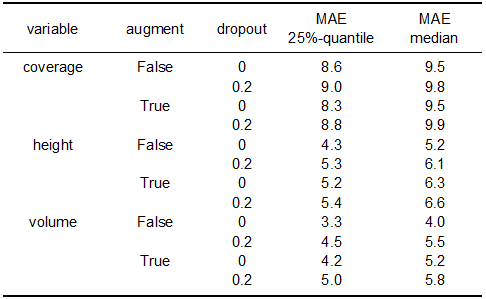 variable augment dropout MAE 25%-quantile MAE median
coverage False 0 8.6 9.5
0.2 9.0 9.8
True 0 8.3 9.5
0.2 8.8 9.9
height False 0 4.3 5.2
0.2 5.3 6.1
True 0 5.2 6.3
0.2 5.4 6.6
volume False 0 3.3 4.0
0.2 4.5 5.5
True 0 4.2 5.2
0.2 5.0 5.8